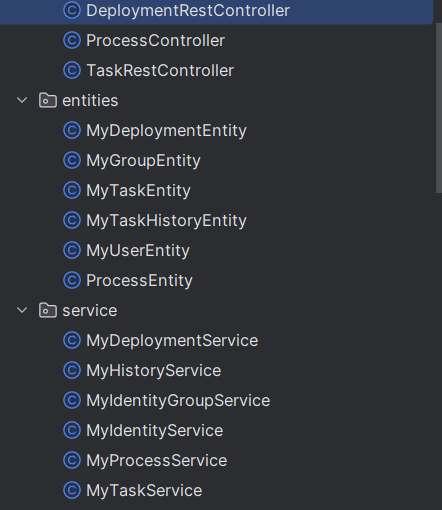 DeploymentRestController
ProcessController
TaskRestController
entities
MyDeploymentEntity
MyGroupEntity
MyTaskEntity
MyTaskHistoryEntity
MyUserEntity
ProcessEntity
service
MyDeploymentService
MyHistoryService
MyIdentityGroupService
MyIdentityService
MyProcessService
MyTaskService